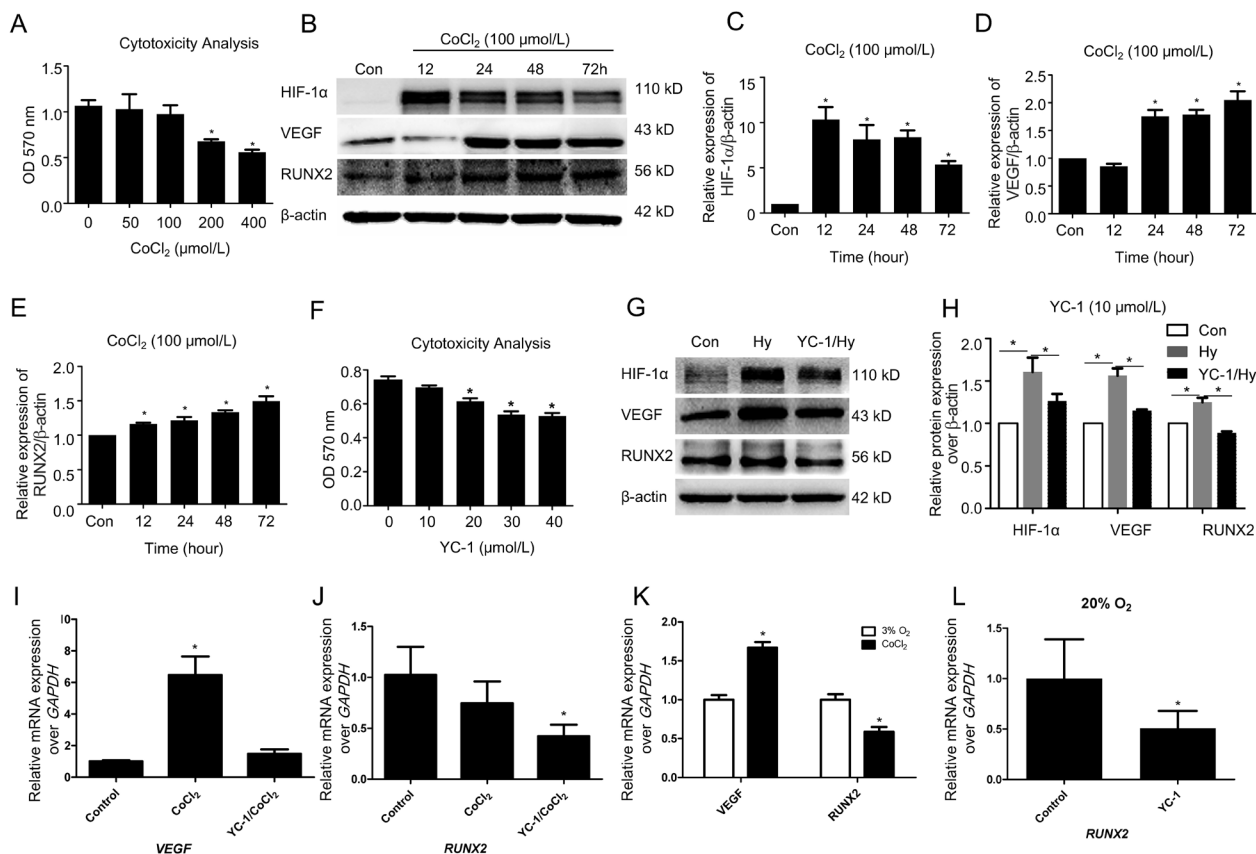 A
Cytotoxicity Analysis
OD 570 nm
1.5
1.0
0.5
0.0
0 50 100 200 400
* *
CoCl₂ (μmol/L)
B
CoCl₂ (100 μmol/L)
Con 12 24 48 72h
HIF-1α 110 kD
VEGF 43 kD
RUNX2 56 kD
β-actin 42 kD
C
CoCl₂ (100 μmol/L)
Relative expression of
HIF-1α/β-actin
15
10
5
0
* * * *
Con 12 24 48 72
Time (hour)
D
CoCl₂ (100 μmol/L)
Relative expression of
VEGF/β-actin
2.5
2.0
1.5
1.0
0.5
0.0
* * *
Con 12 24 48 72
Time (hour)
E
CoCl₂ (100 μmol/L)
Relative expression of
RUNX2/β-actin
2.0
1.5
1.0
0.5
0.0
* * * *
Con 12 24 48 72
Time (hour)
F
Cytotoxicity Analysis
OD 570 nm
0.8
0.6
0.4
0.2
0.0
* * *
0 10 20 30 40
YC-1 (μmol/L)
G
Con Hy YC-1/Hy
HIF-1α 110 kD
VEGF 43 kD
RUNX2 56 kD
β-actin 42 kD
H
YC-1 (10 μmol/L)
Con
Hy
YC-1/Hy
Relative protein expression
over β-actin
2.0
1.5
1.0
0.5
0.0
* * * * * *
HIF-1α VEGF RUNX2
I
Relative mRNA expression
over GAPDH
10
8
6
4
2
0
*
Control CoCl₂ YC-1/CoCl₂
VEGF
J
Relative mRNA expression
over GAPDH
1.5
1.0
0.5
0.0
*
Control CoCl₂ YC-1/CoCl₂
RUNX2
K
3% O₂
CoCl₂
Relative mRNA expression
over GAPDH
2.0
1.5
1.0
0.5
0.0
* *
VEGF RUNX2
L
20% O₂
Relative mRNA expression
over GAPDH
1.5
1.0
0.5
0.0
*
Control YC-1
RUNX2